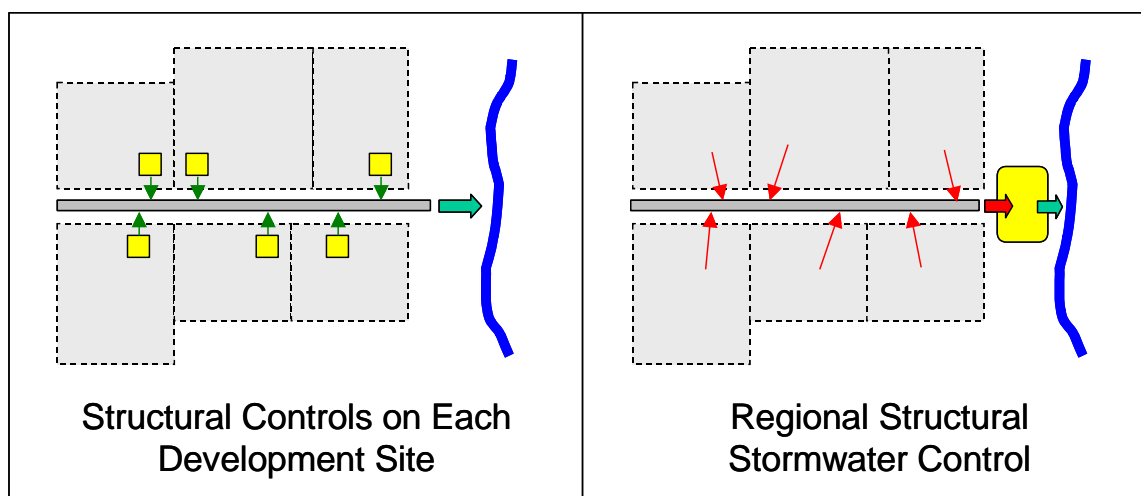 Structural Controls on Each
Development Site
Regional Structural
Stormwater Control